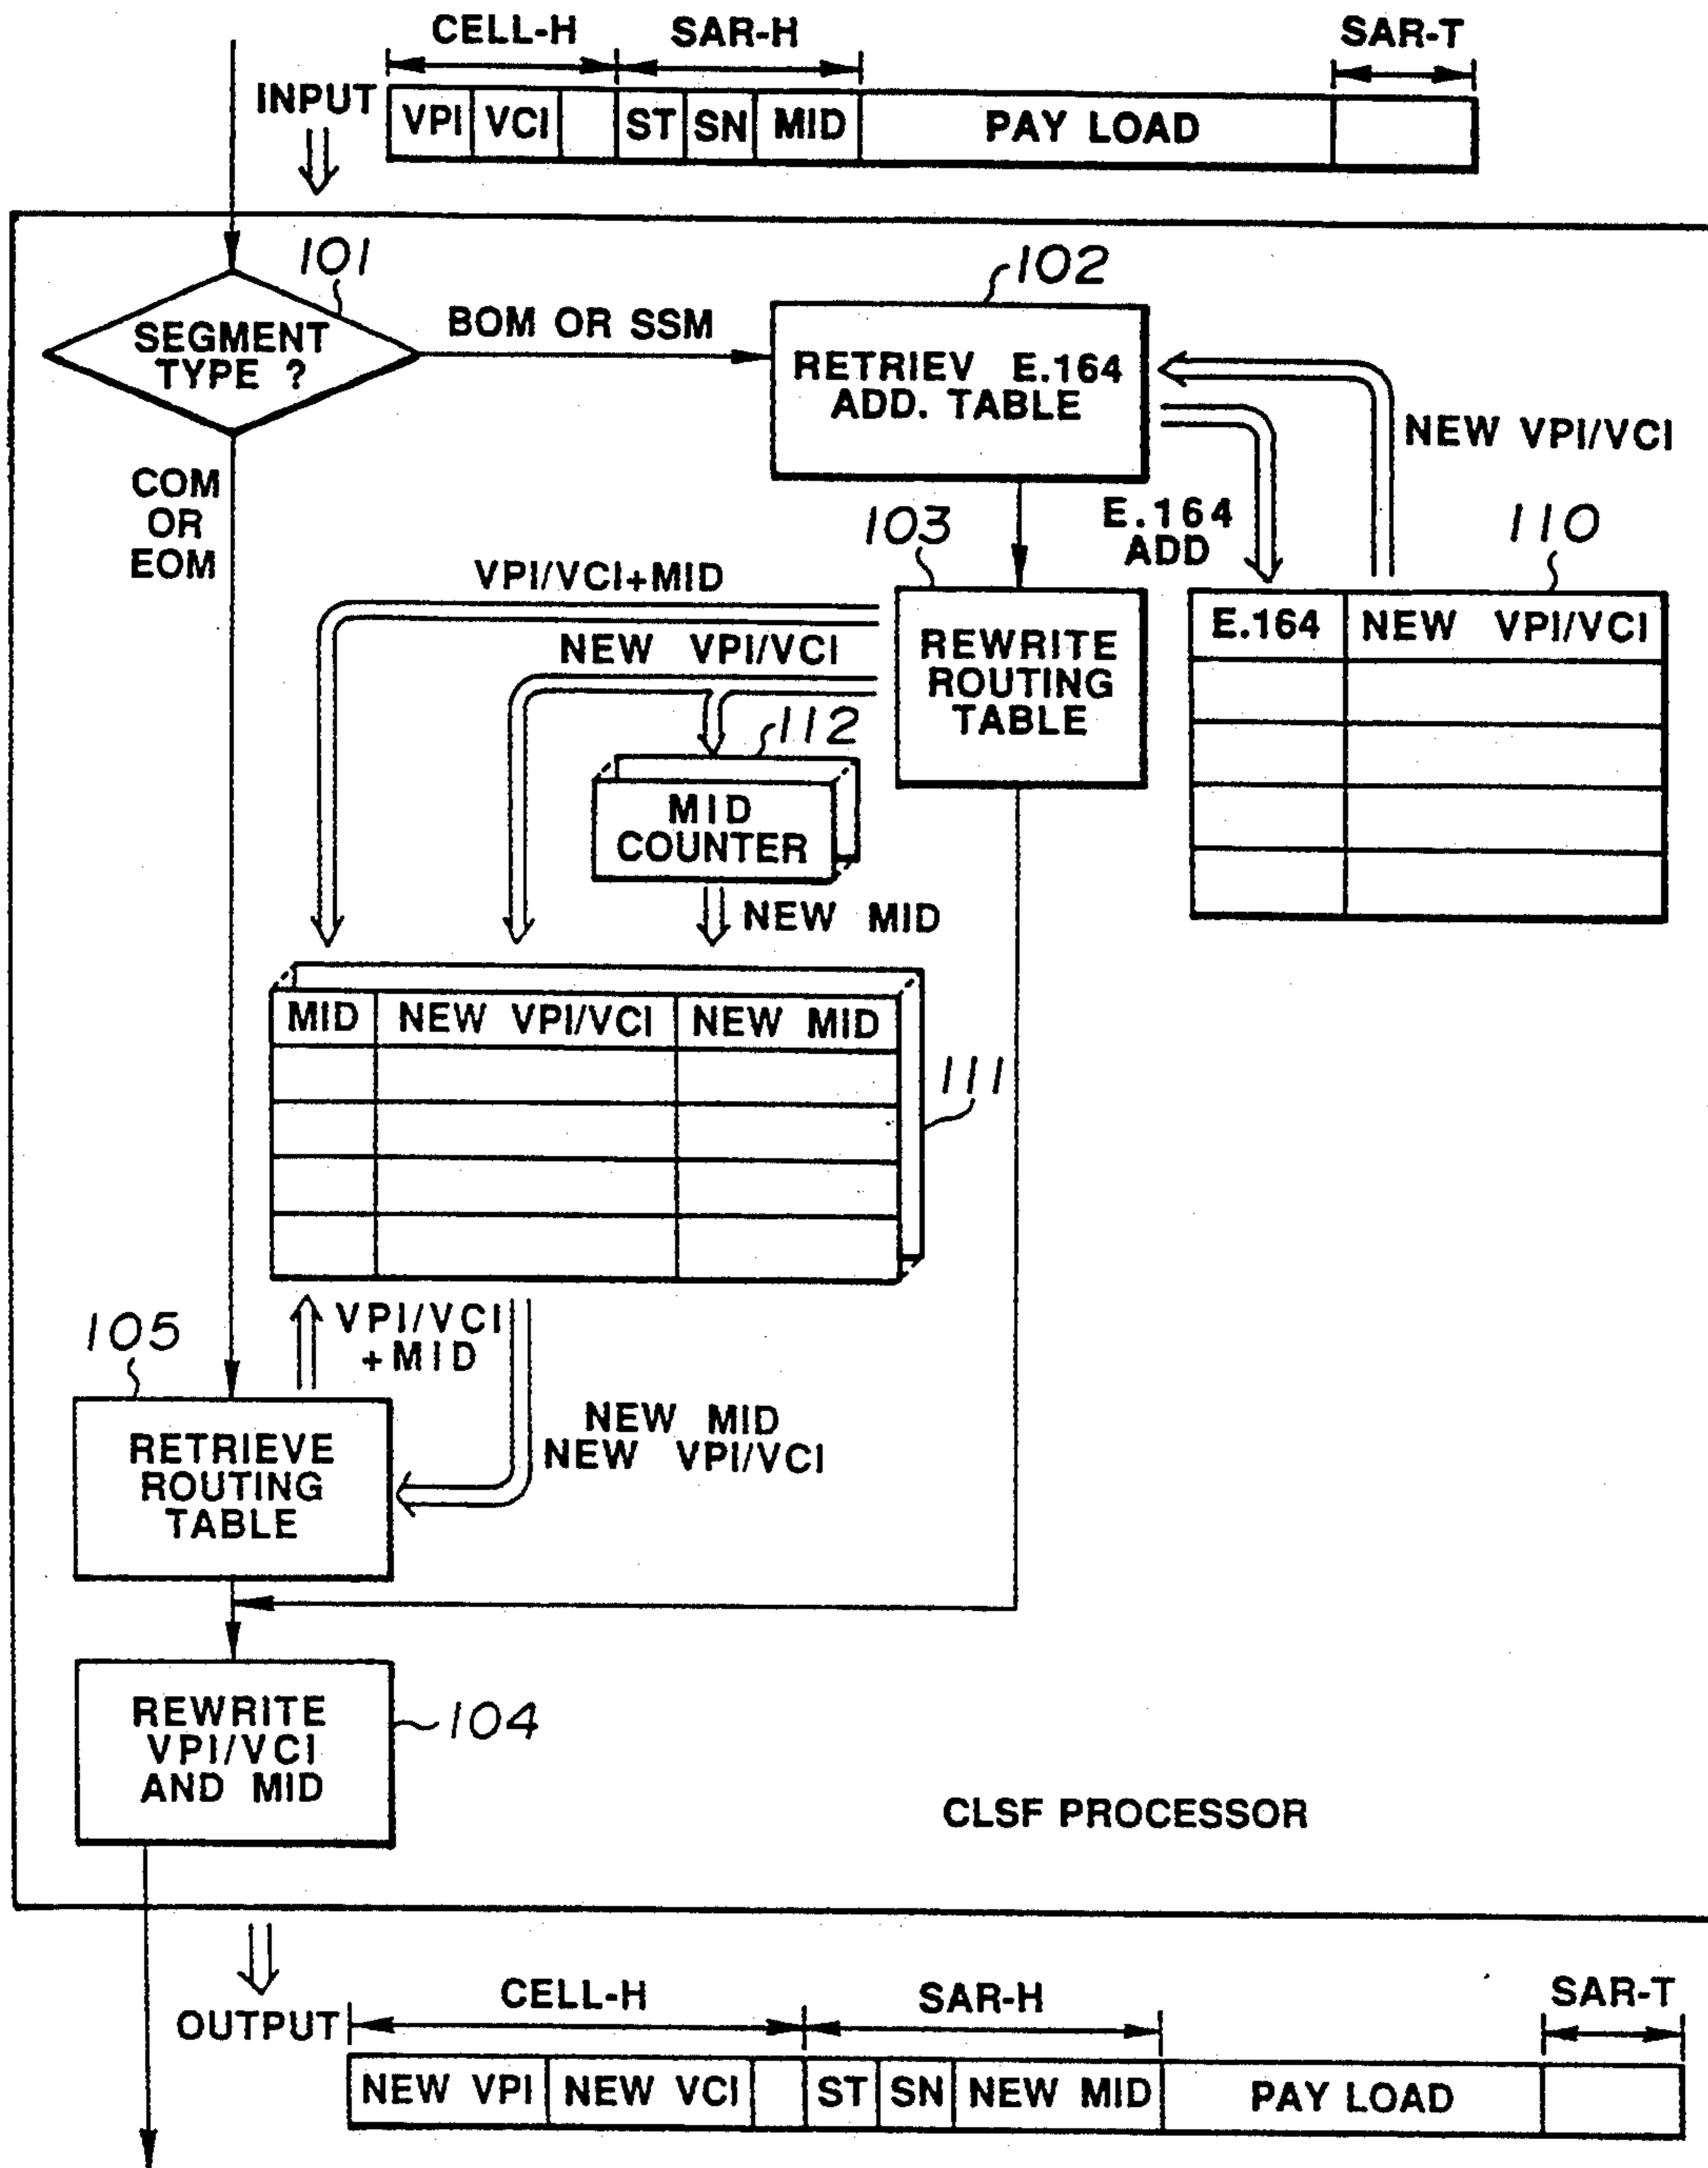 CELL-H SAR-H SAR-T
INPUT
VPI VCI ST SN MID PAY LOAD
101
102
SEGMENT
TYPE ?
BOM OR SSM
RETRIEV E.164
ADD. TABLE
NEW VPI/VCI
COM
OR
EOM
E.164
ADD
103
110
VPI/VCI+MID
NEW VPI/VCI
REWRITE
ROUTING
TABLE
E.164 NEW VPI/VCI
112
MID
COUNTER
NEW MID
MID NEW VPI/VCI NEW MID
111
VPI/VCI
+MID
105
NEW MID
NEW VPI/VCI
RETRIEVE
ROUTING
TABLE
REWRITE
VPI/VCI
AND MID
104
CLSF PROCESSOR
OUTPUT
CELL-H SAR-H SAR-T
NEW VPI NEW VCI ST SN NEW MID PAY LOAD